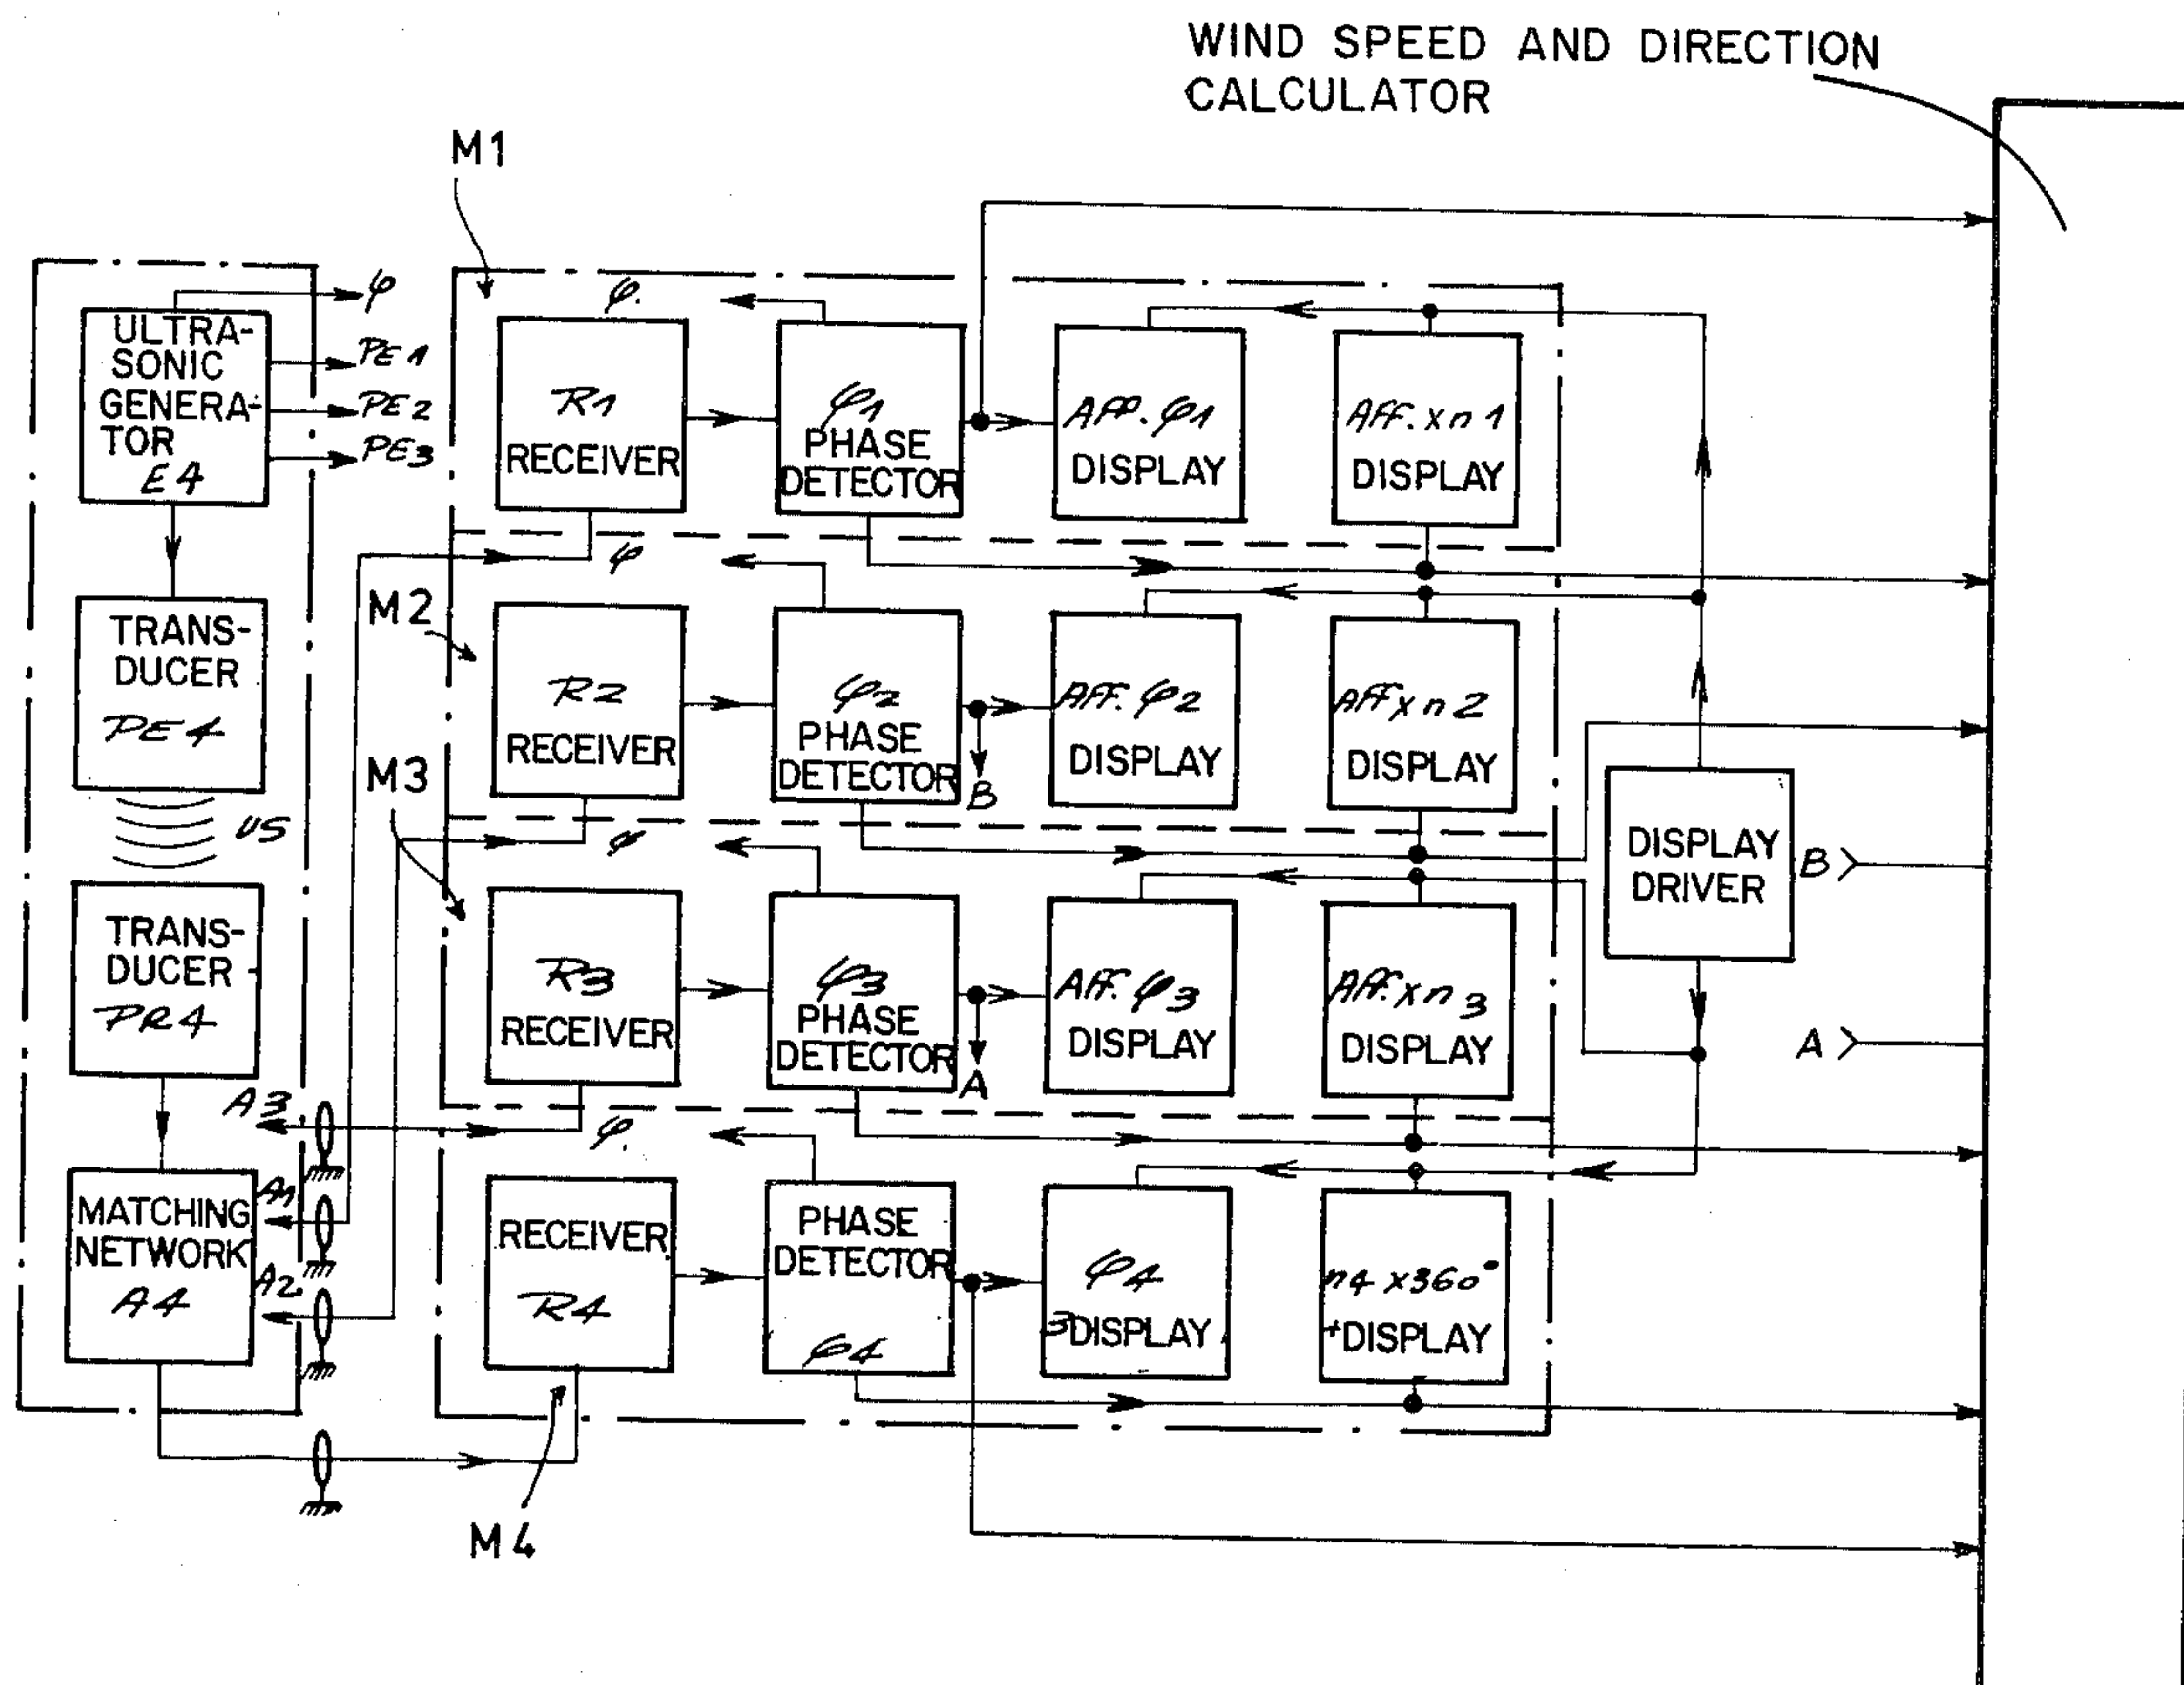 WIND SPEED AND DIRECTION
CALCULATOR
M1
φ
ULTRA-
SONIC
GENERA-
TOR
E4
PE1
PE2
PE3
TRANS-
DUCER
PE4
US
TRANS-
DUCER
PR4
A3
MATCHING
NETWORK
A4
A1
A2
φ.
R1
RECEIVER
φ1
PHASE
DETECTOR
Aff. φ1
DISPLAY
AFF. x n 1
DISPLAY
M2
φ
R2
RECEIVER
φ2
PHASE
DETECTOR
B
AFF. φ2
DISPLAY
AFF x n 2
DISPLAY
M3
φ
R3
RECEIVER
φ3
PHASE
DETECTOR
A
Aff. φ3
DISPLAY
Aff. x n 3
DISPLAY
DISPLAY
DRIVER
B
A
φ.
RECEIVER
R4
PHASE
DETECTOR
φ4
φ4
DISPLAY
n4 x 360°
DISPLAY
M4